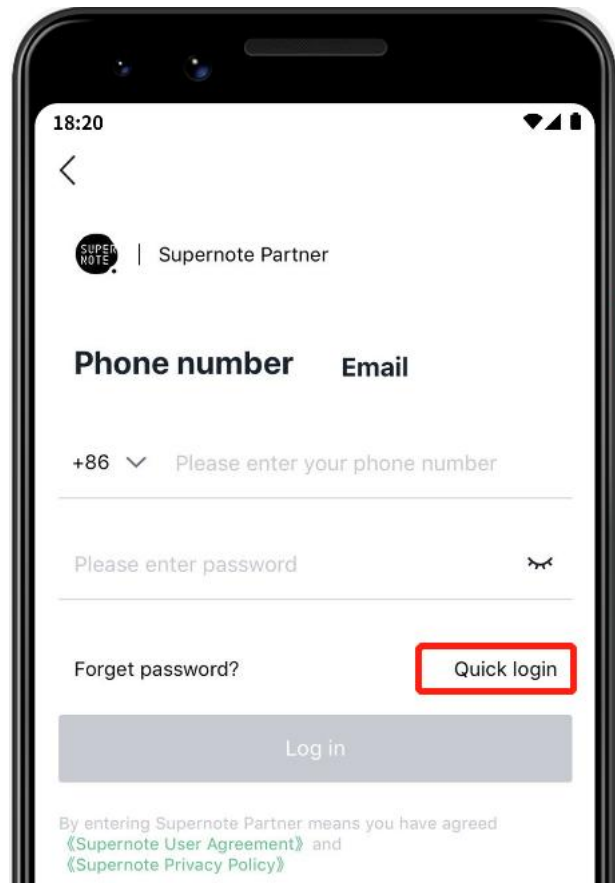 18:20
SUPER
NOTE
| Supernote Partner
Phone number Email
+86 Please enter your phone number
Please enter password
Forget password? Quick login
Log in
By entering Supernote Partner means you have agreed
《Supernote User Agreement》 and
《Supernote Privacy Policy》